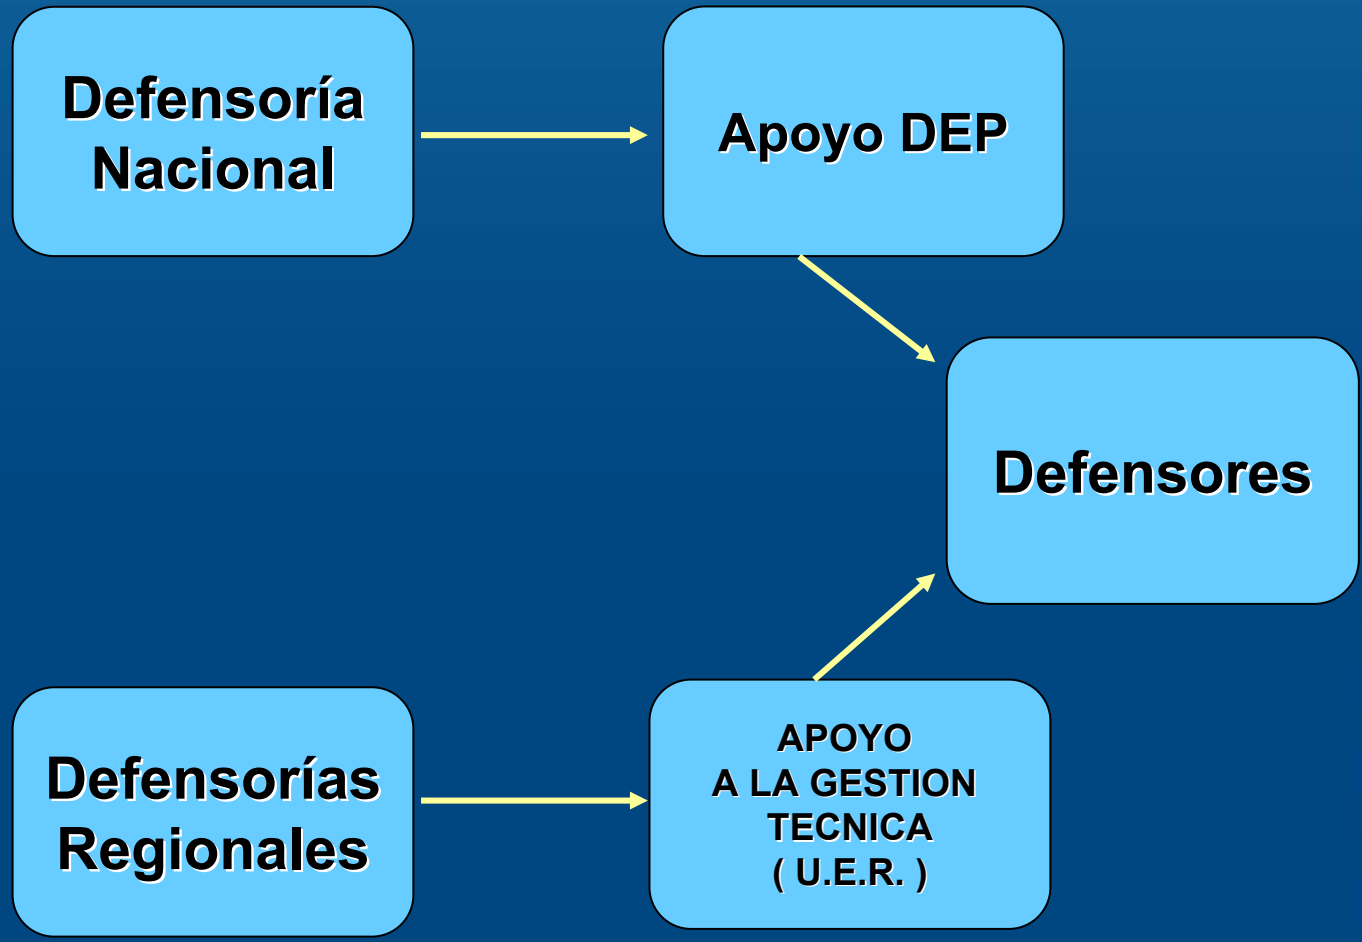 Defensoría
Nacional
Apoyo DEP
Defensores
Defensorías
Regionales
APOYO
A LA GESTION
TECNICA
( U.E.R. )